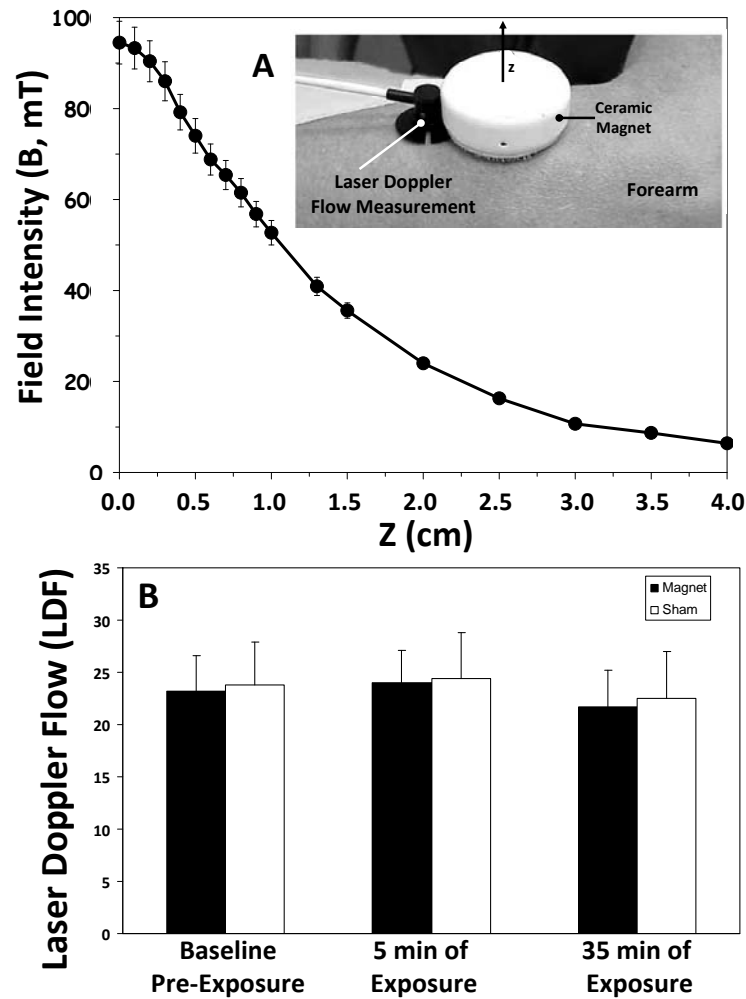 Field Intensity (B, mT)
100
80
60
40
20
0
A
z
Ceramic
Magnet
Laser Doppler
Flow Measurement
Forearm
0.0 0.5 1.0 1.5 2.0 2.5 3.0 3.5 4.0
Z (cm)
Laser Doppler Flow (LDF)
35
30
25
20
15
10
5
0
B
Magnet
Sham
Baseline
Pre-Exposure
5 min of
Exposure
35 min of
Exposure